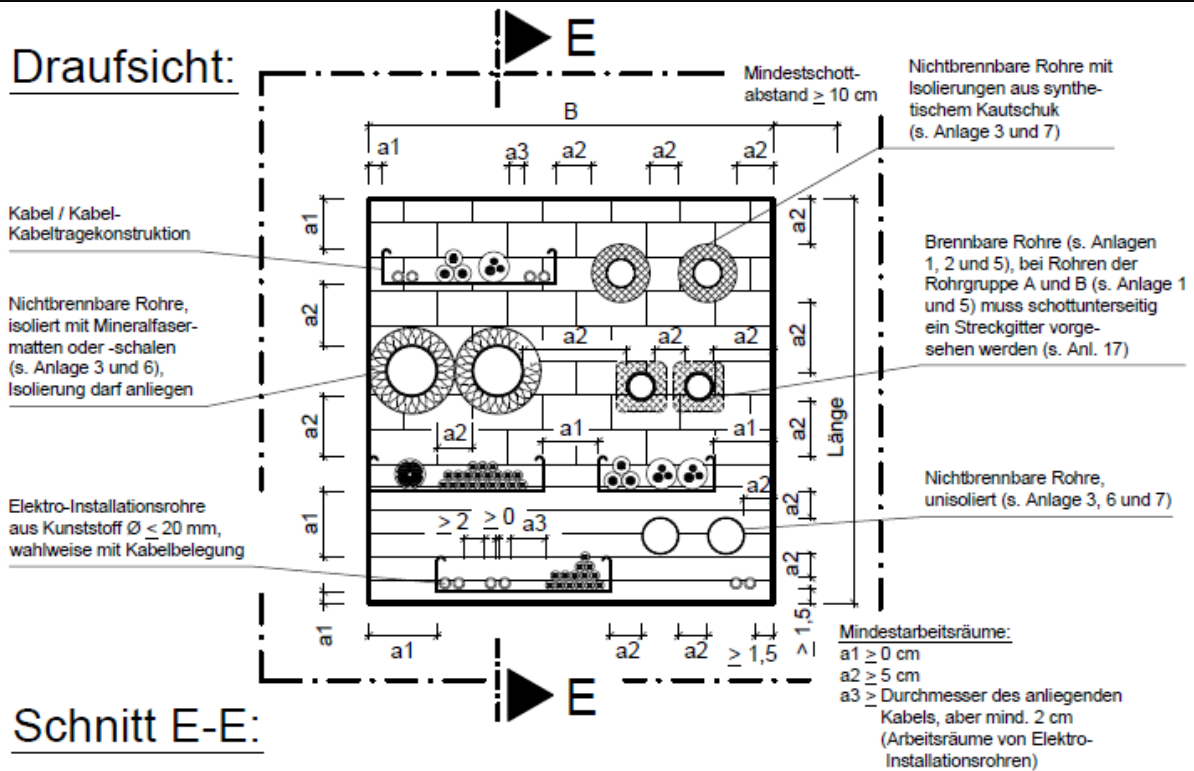 Draufsicht:
E
Mindestschott-
abstand ≥ 10 cm
Nichtbrennbare Rohre mit
Isolierungen aus synthe-
tischem Kautschuk
(s. Anlage 3 und 7)
B
a1
a3
a2
a2
a2
Kabel / Kabel-
Kabeltragekonstruktion
a1
a2
Brennbare Rohre (s. Anlagen
1, 2 und 5), bei Rohren der
Rohrgruppe A und B (s. Anlage 1
und 5) muss schottunterseitig
ein Streckgitter vorge-
sehen werden (s. Anl. 17)
Nichtbrennbare Rohre,
isoliert mit Mineralfaser-
matten oder -schalen
(s. Anlage 3 und 6),
Isolierung darf anliegen
a2
a2
a2
a2
a2
a2
a2
a1
a1
a2
Länge
Nichtbrennbare Rohre,
unisoliert (s. Anlage 3, 6 und 7)
Elektro-Installationsrohre
aus Kunststoff Ø ≤ 20 mm,
wahlweise mit Kabelbelegung
a1
≥ 2
≥ 0
a3
a2
a2
a2
a1
a1
a2
a2
≥ 1,5
≥ 1,5
Mindestarbeitsräume:
a1 ≥ 0 cm
a2 ≥ 5 cm
a3 ≥ Durchmesser des anliegenden
Kabels, aber mind. 2 cm
(Arbeitsräume von Elektro-
Installationsrohren)
E
Schnitt E-E: